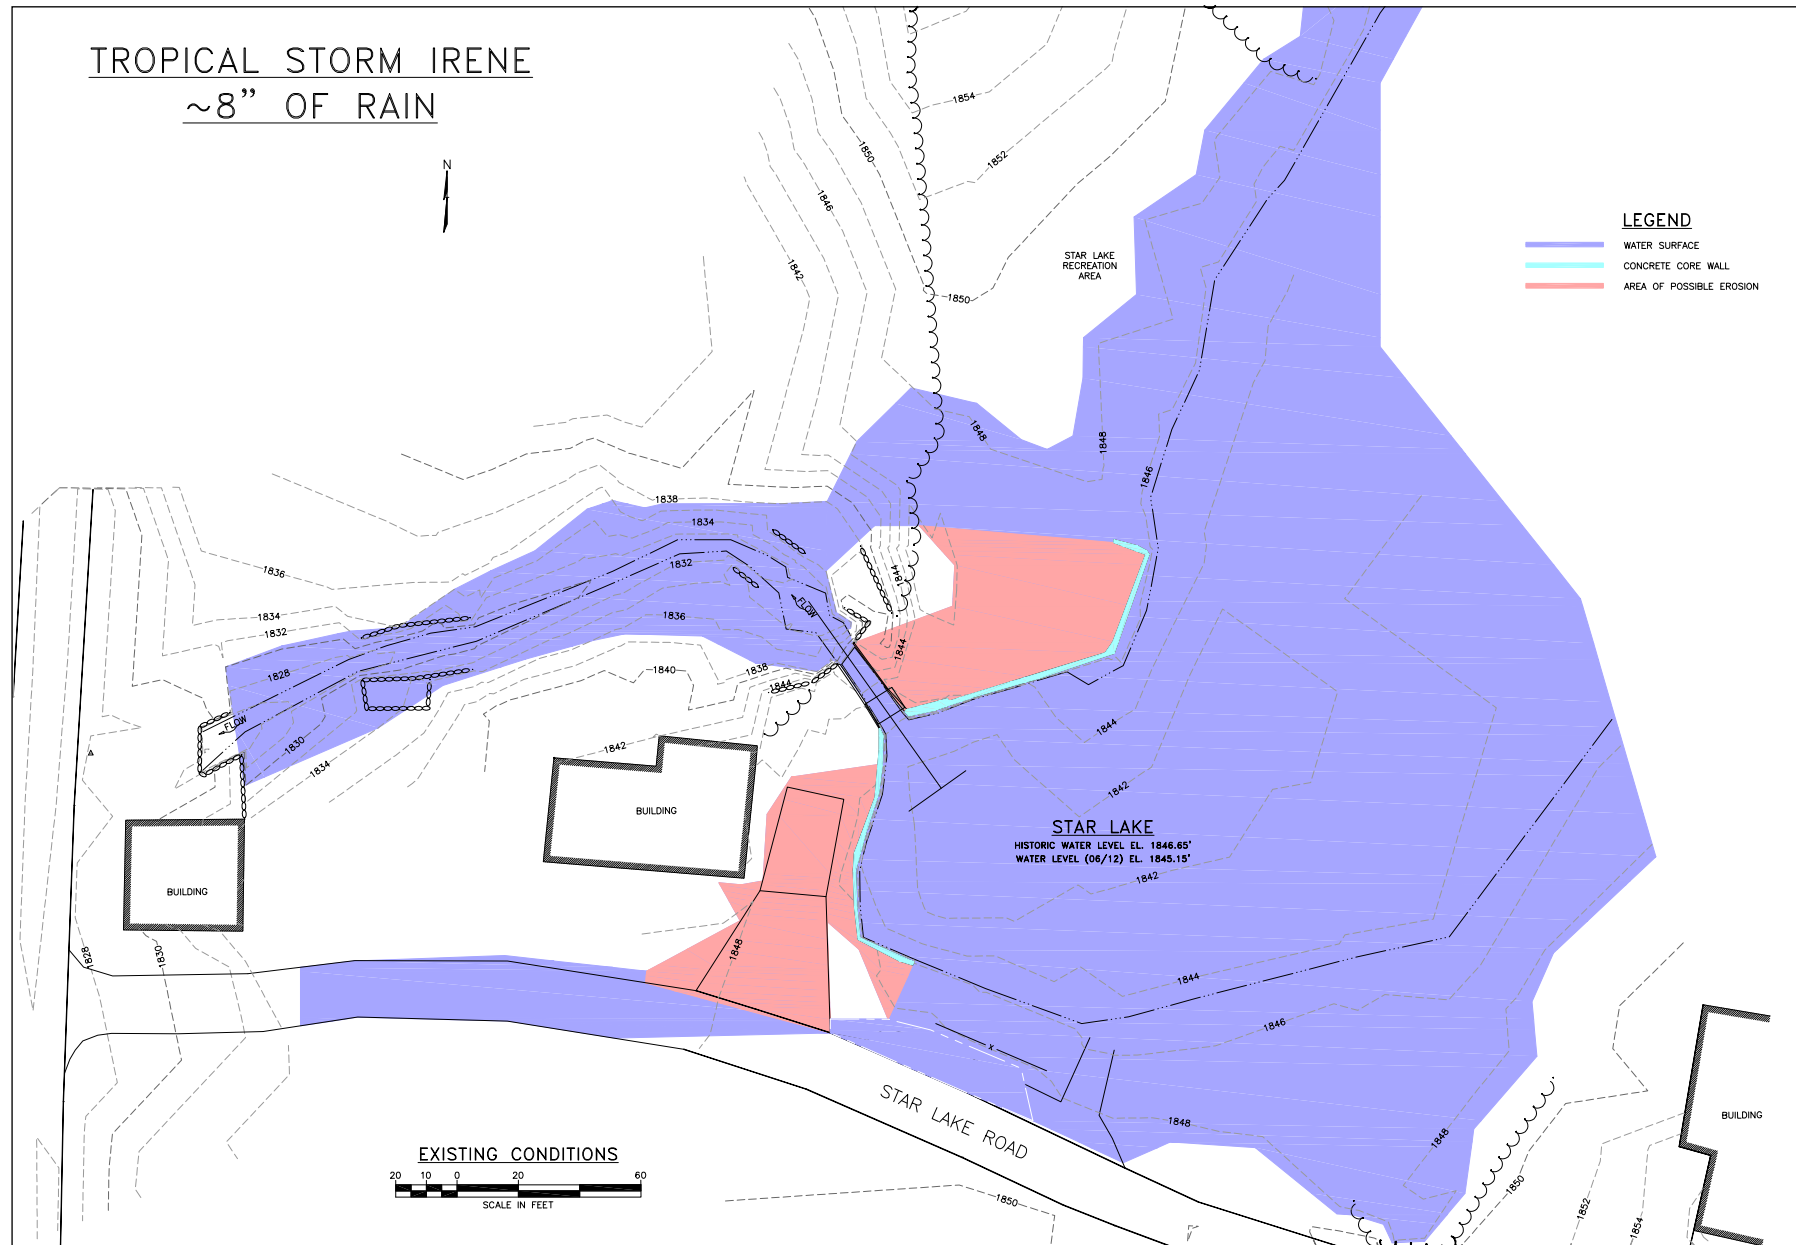 TROPICAL STORM IRENE
~8” OF RAIN
N
LEGEND
WATER SURFACE
CONCRETE CORE WALL
AREA OF POSSIBLE EROSION
STAR LAKE
RECREATION
AREA
1854
1852
1850
1850
1846
1842
1848
1848
1846
1838
1834
1832
1836
1836
1834
1832
1828
1830
1834
FLOW
FLOW
1844
1844
1840
1838
1844
1842
1844
1842
1842
BUILDING
BUILDING
STAR LAKE
HISTORIC WATER LEVEL EL. 1846.65'
WATER LEVEL (06/12) EL. 1845.15'
1828
1830
1848
1844
1846
x
1848
1848
STAR LAKE ROAD
BUILDING
1850
1850
1852
1854
EXISTING CONDITIONS
20 10 0 20 60
SCALE IN FEET